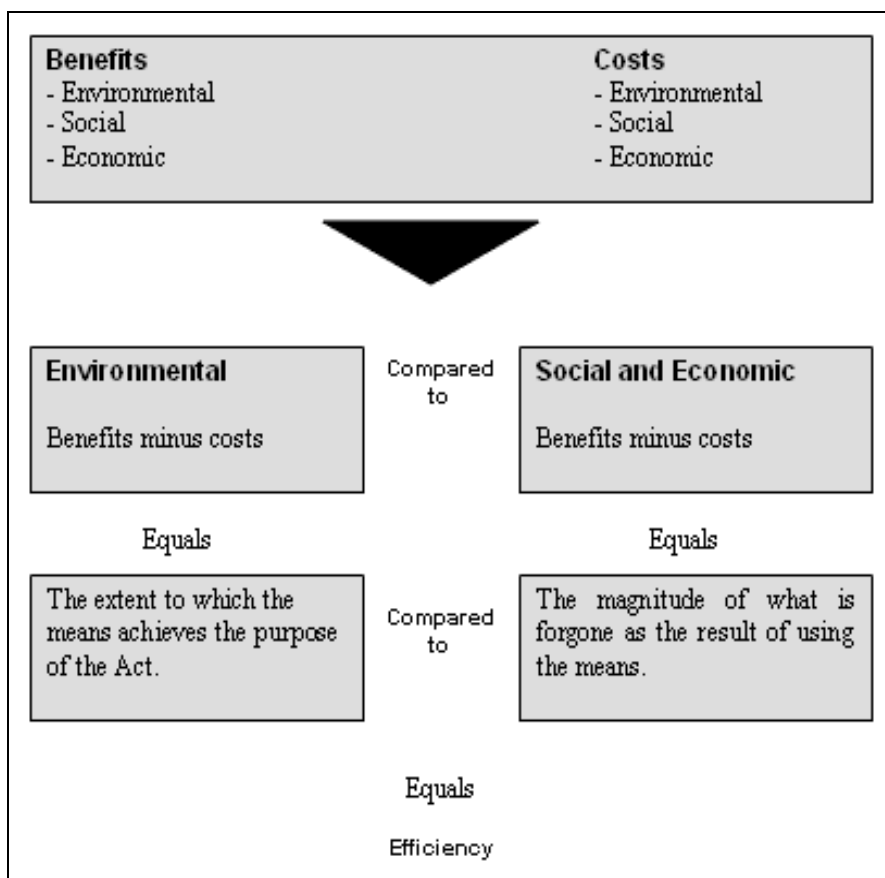 Benefits
- Environmental
- Social
- Economic
Costs
- Environmental
- Social
- Economic
Environmental
Benefits minus costs
Compared
to
Social and Economic
Benefits minus costs
Equals
Equals
The extent to which the
means achieves the purpose
of the Act.
Compared
to
The magnitude of what is
forgone as the result of using
the means.
Equals
Efficiency